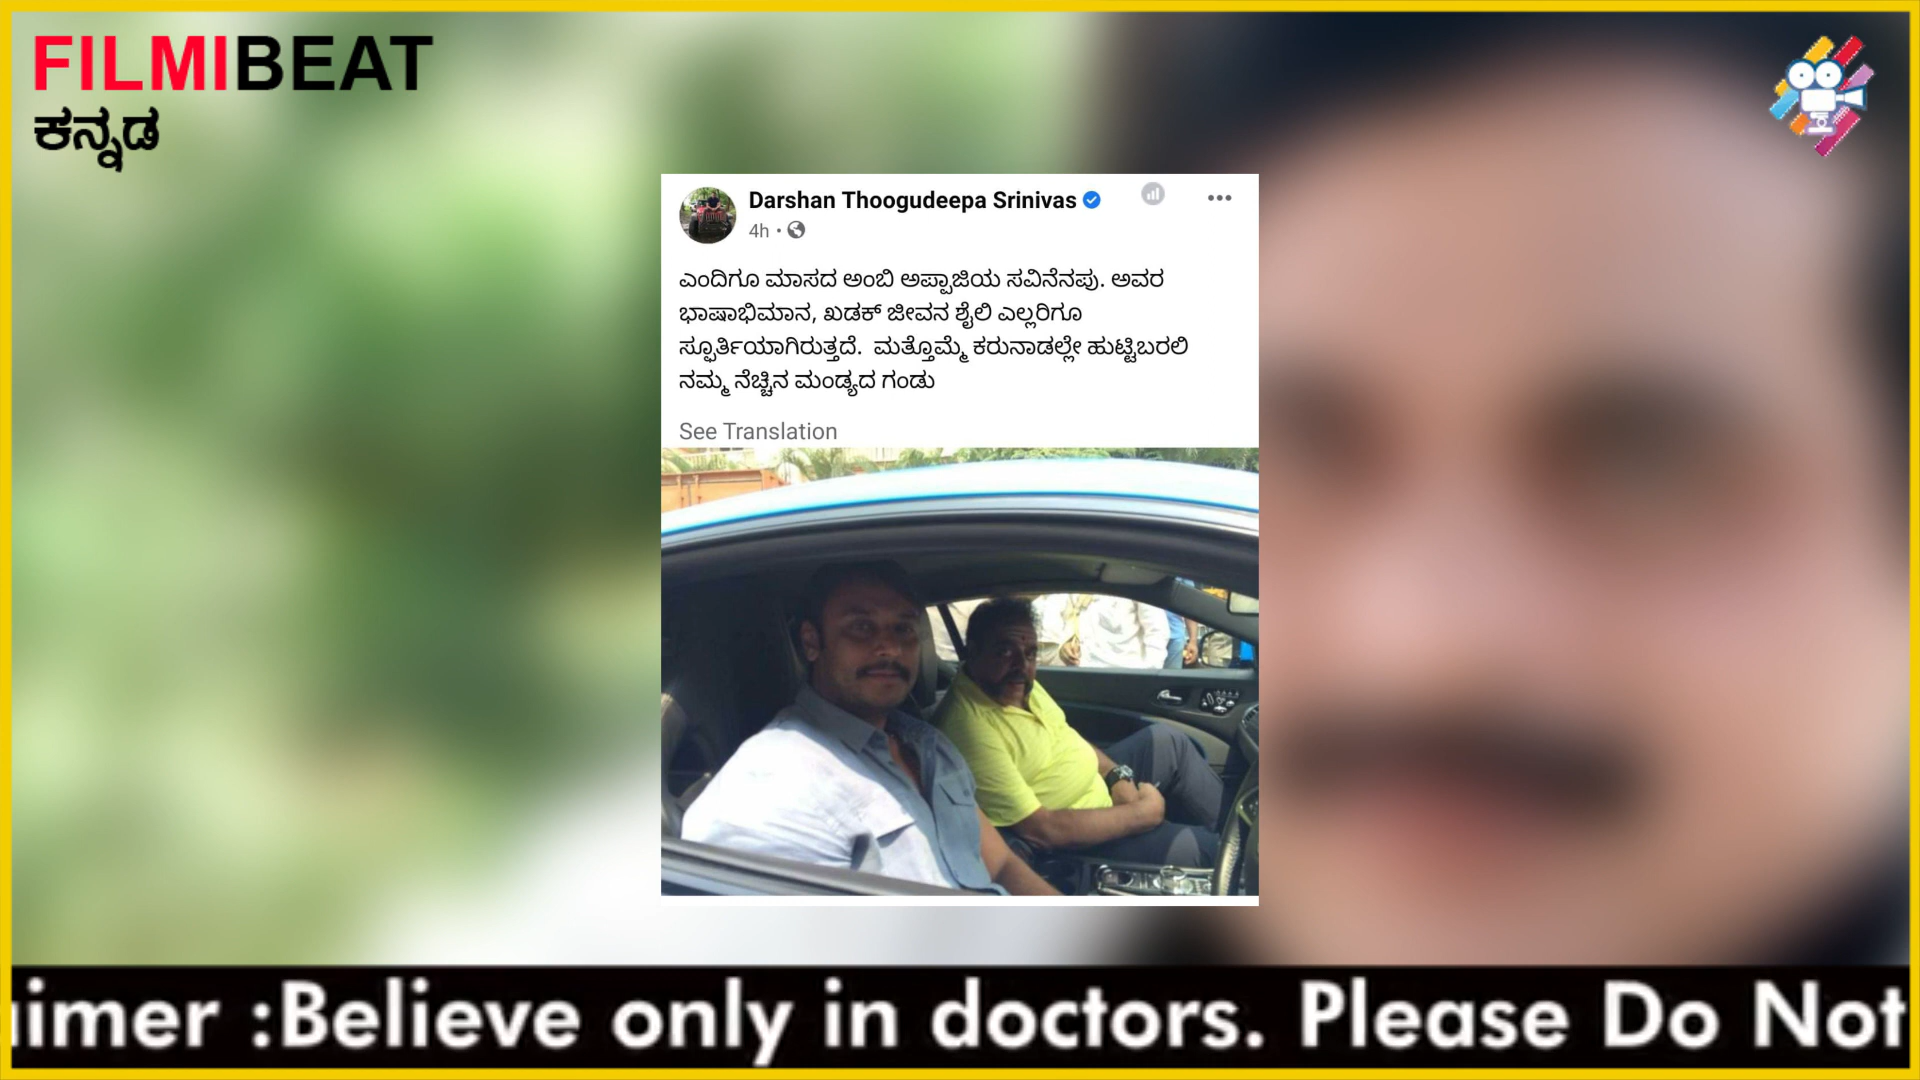 FILMIBEAT
ಕನ್ನಡ
Darshan Thoogudeepa Srinivas
4h
ಎಂದಿಗೂ ಮಾಸದ ಅಂಬಿ ಅಪ್ಪಾಜಿಯ ಸವಿನೆನಪು. ಅವರ
ಭಾಷಾಭಿಮಾನ, ಖಡಕ್ ಜೀವನ ಶೈಲಿ ಎಲ್ಲರಿಗೂ
ಸ್ಫೂರ್ತಿಯಾಗಿರುತ್ತದೆ. ಮತ್ತೊಮ್ಮೆ ಕರುನಾಡಲ್ಲೇ ಹುಟ್ಟಿಬರಲಿ
ನಮ್ಮ ನೆಚ್ಚಿನ ಮಂಡ್ಯದ ಗಂಡು
See Translation
imer :Believe only in doctors. Please Do Not